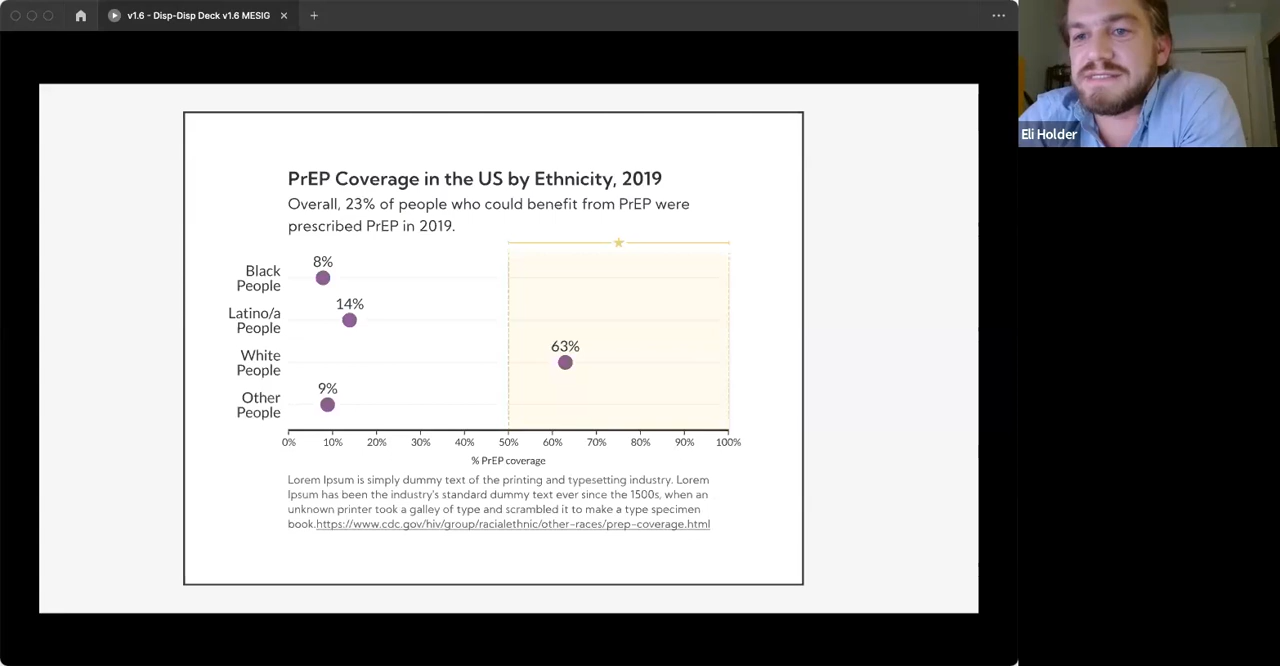 v1.6 - Disp-Disp Deck v1.6 MESIG
Eli Holder
PrEP Coverage in the US by Ethnicity, 2019
Overall, 23% of people who could benefit from PrEP were
prescribed PrEP in 2019.
Black
People
8%
Latino/a
People
14%
White
People
63%
Other
People
9%
0% 10% 20% 30% 40% 50% 60% 70% 80% 90% 100%
% PrEP coverage
Lorem Ipsum is simply dummy text of the printing and typesetting industry. Lorem
Ipsum has been the industry's standard dummy text ever since the 1500s, when an
unknown printer took a galley of type and scrambled it to make a type specimen
book.https://www.cdc.gov/hiv/group/racialethnic/other-races/prep-coverage.html